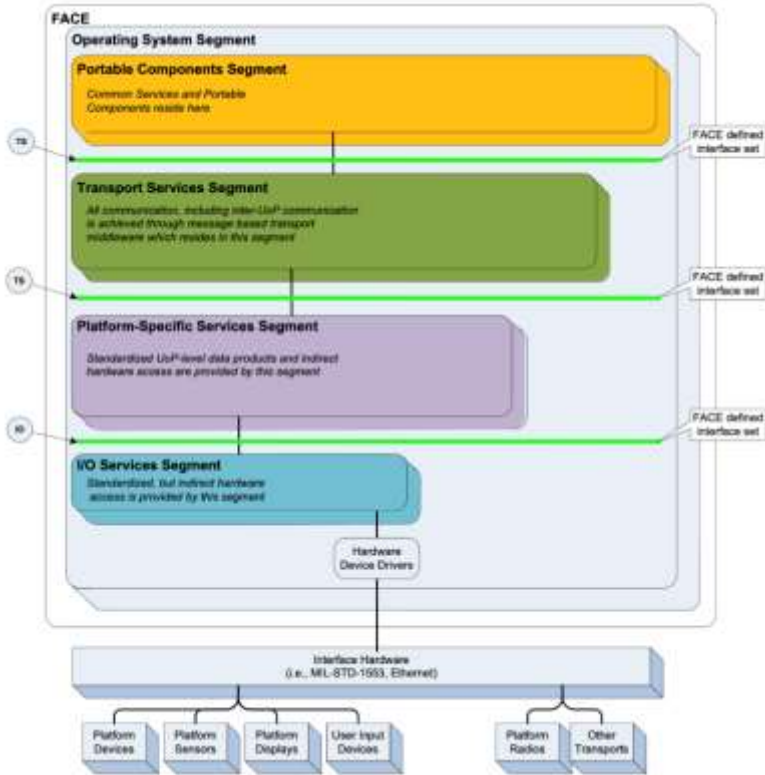 FACE
Operating System Segment
Portable Components Segment
Common Services and Portable
Components reside here
TS
FACE defined
interface set
Transport Services Segment
All communication, including inter-UoP communication
is achieved through message based transport
middleware which resides in this segment
TS
FACE defined
interface set
Platform-Specific Services Segment
Standardized UoP-level data products and indirect
hardware access are provided by this segment
IO
FACE defined
interface set
I/O Services Segment
Standardized, but indirect hardware
access is provided by this segment
Hardware
Device Drivers
Interface Hardware
(i.e., MIL-STD-1553, Ethernet)
Platform
Devices
Platform
Sensors
Platform
Displays
User Input
Devices
Platform
Radios
Other
Transports